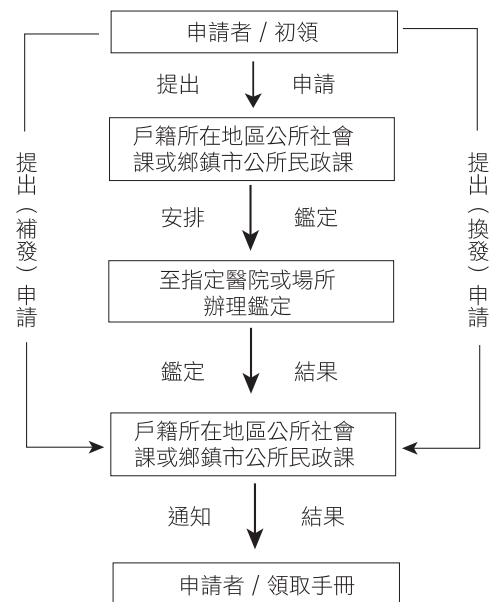 申請者 / 初領
提出 申請
戶籍所在地區公所社會
課或鄉鎮市公所民政課
安排 鑑定
至指定醫院或場所
辦理鑑定
鑑定 結果
戶籍所在地區公所社會
課或鄉鎮市公所民政課
通知 結果
申請者 / 領取手冊
提出(補發)申請
提出(換發)申請